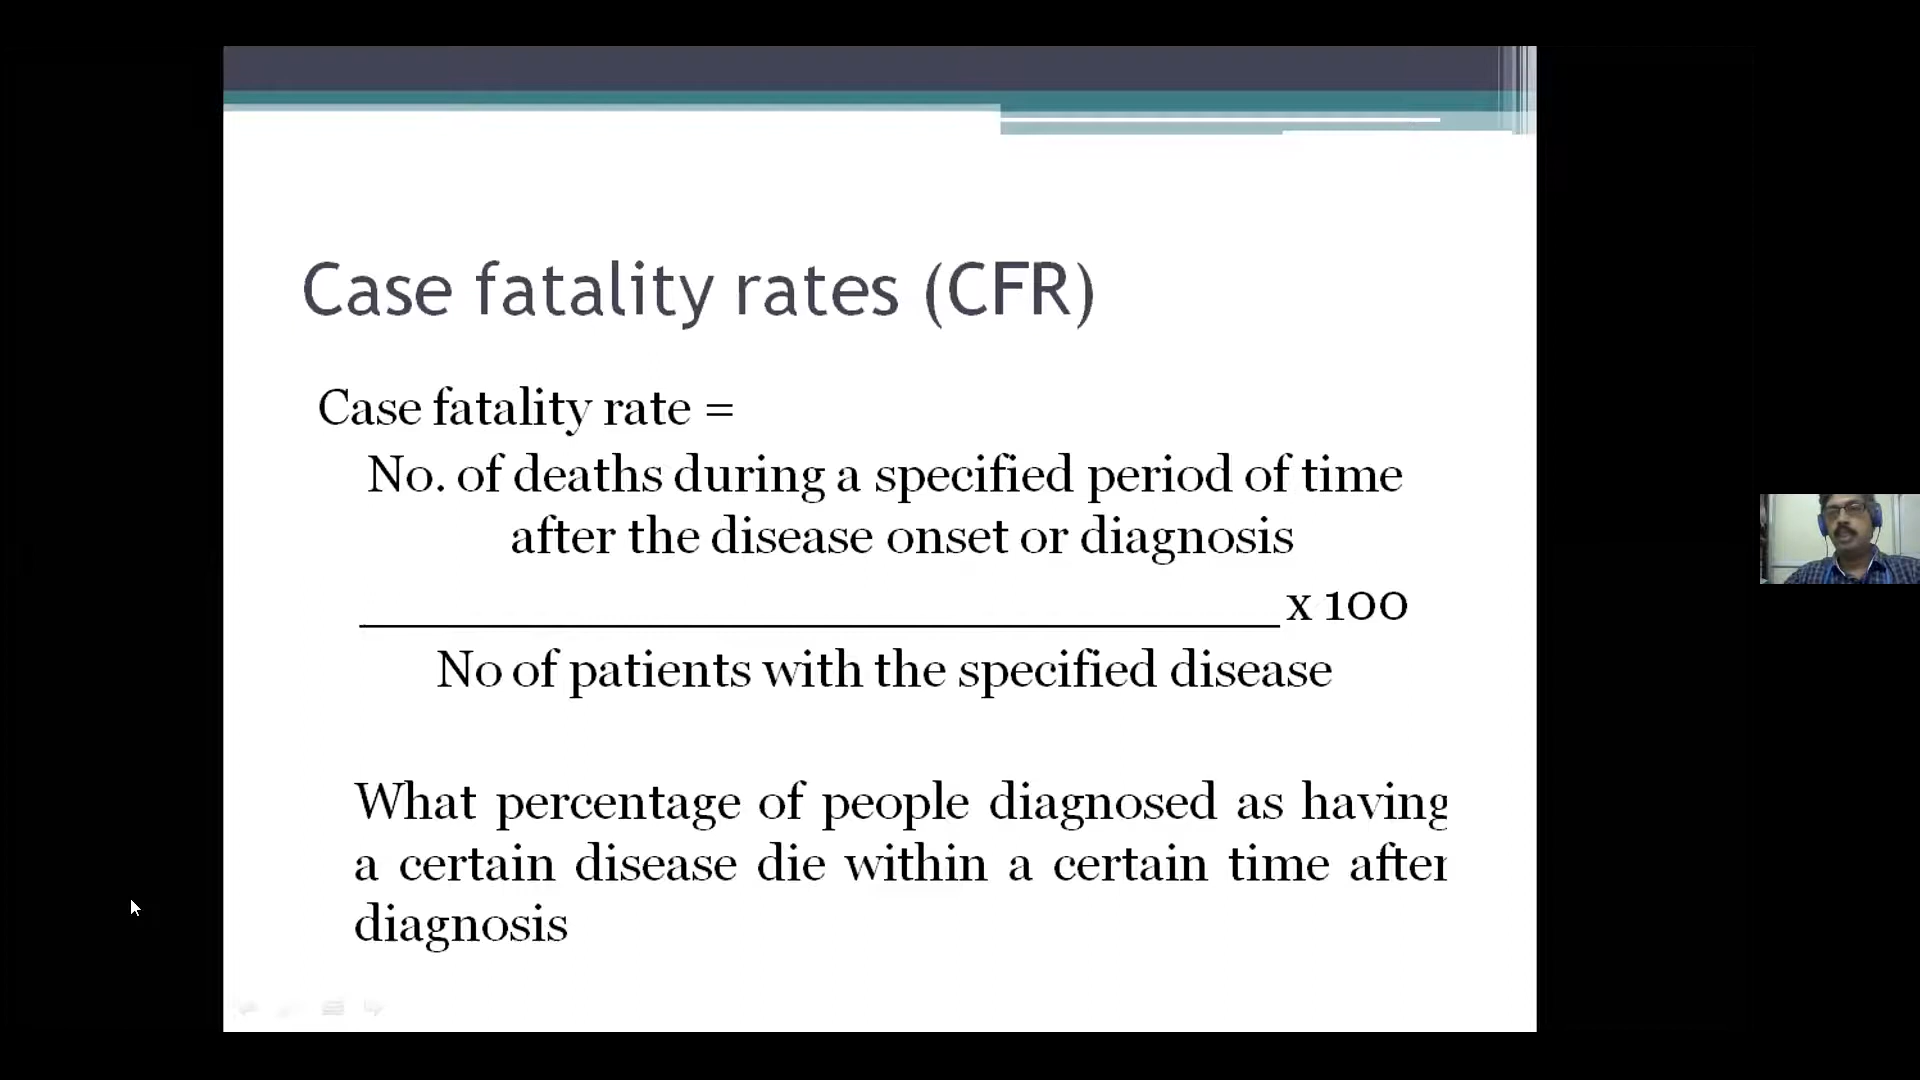 Case fatality rates (CFR)
Case fatality rate =
No. of deaths during a specified period of time
after the disease onset or diagnosis
x 100
No of patients with the specified disease
What percentage of people diagnosed as having
a certain disease die within a certain time after
diagnosis